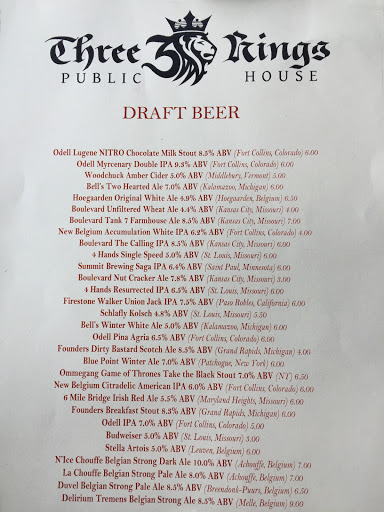 Three 3 Kings
PUBLIC HOUSE
DRAFT BEER
Odell Lugene NITRO Chocolate Milk Stout 8.5% ABV (Fort Collins, Colorado) 6.00
Odell Myrcenary Double IPA 9.3% ABV (Fort Collins, Colorado) 6.00
Woodchuck Amber Cider 5.0% ABV (Middlebury, Vermont) 5.00
Bell's Two Hearted Ale 7.0% ABV (Kalamazoo, Michigan) 6.00
Hoegaarden Original White Ale 4.9% ABV (Hoegarden, Belgium) 6.50
Boulevard Unfiltered Wheat Ale 4.4% ABV (Kansas City, Missouri) 4.00
Boulevard Tank 7 Farmhouse Ale 8.5% ABV (Kansas City, Missouri) 7.00
New Belgium Accumulation White IPA 6.2% ABV (Fort Collins, Colorado) 4.00
Boulevard The Calling IPA 8.5% ABV (Kansas City, Missouri) 6.00
4 Hands Single Speed 5.0% ABV (St. Louis, Missouri) 6.00
Summit Brewing Saga IPA 6.4% ABV (Saint Paul, Minnesota) 6.00
Boulevard Nut Cracker Ale 7.8% ABV (Kansas City, Missouri) 3.00
4 Hands Resurrected IPA 6.5% ABV (St. Louis, Missouri) 6.00
Firestone Walker Union Jack IPA 7.5% ABV (Paso Robles, California) 6.00
Schlafly Kolsch 4.8% ABV (St. Louis, Missouri) 5.50
Bell's Winter White Ale 5.0% ABV (Kalamazoo, Michigan) 6.00
Odell Pina Agria 6.5% ABV (Fort Collins, Colorado) 6.00
Founders Dirty Bastard Scotch Ale 8.5% ABV (Grand Rapids, Michigan) 4.00
Blue Point Winter Ale 7.0% ABV (Patchogue, New York) 6.00
Ommegang Game of Thrones Take the Black Stout 7.0% ABV (NY) 6.50
New Belgium Citradelic American IPA 6.0% ABV (Fort Collins, Colorado) 6.00
6 Mile Bridge Irish Red Ale 5.5% ABV (Maryland Heights, Missouri) 6.00
Founders Breakfast Stout 8.3% ABV (Grand Rapids, Michigan) 6.00
Odell IPA 7.0% ABV (Fort Collins, Colorado) 5.00
Budweiser 5.0% ABV (St. Louis, Missouri) 3.00
Stella Artois 5.0% ABV (Leuven, Belgium) 6.00
N'Ice Chouffe Belgian Strong Dark Ale 10.0% ABV (Achouffe, Belgium) 7.00
La Chouffe Belgian Strong Pale Ale 8.0% ABV (Achouffe, Belgium) 7.00
Duvel Belgian Strong Pale Ale 8.5% ABV (Breendonk-Puurs, Belgium) 6.50
Delirium Tremens Belgian Strong Ale 8.5% ABV (Melle, Belgium) 9.00